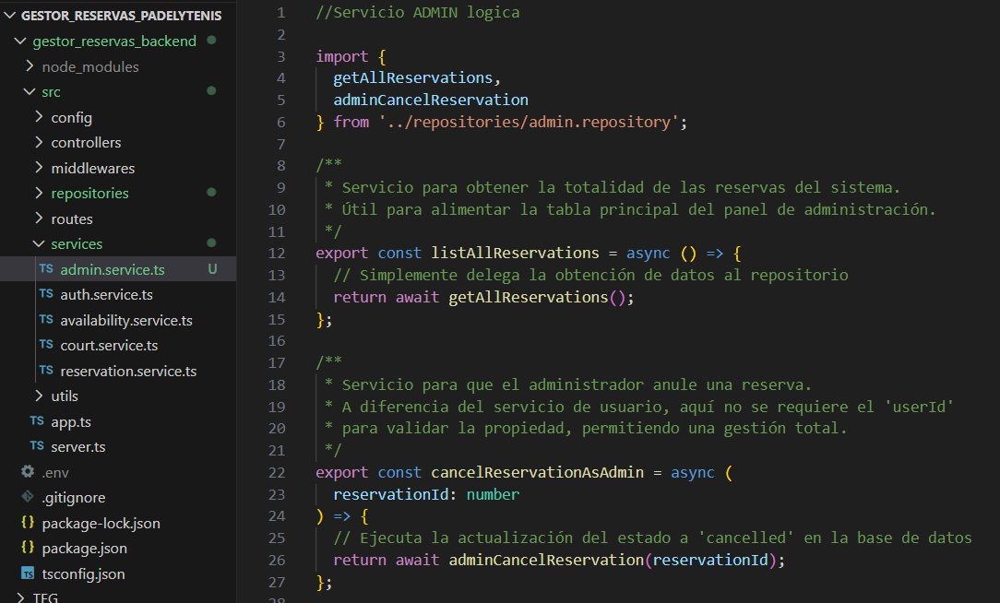 GESTOR_RESERVAS_PADELYTENIS
gestor_reservas_backend
node_modules
src
config
controllers
middlewares
repositories
routes
services
TS admin.service.ts U
TS auth.service.ts
TS availability.service.ts
TS court.service.ts
TS reservation.service.ts
utils
TS app.ts
TS server.ts
.env
.gitignore
{} package-lock.json
{} package.json
TS tsconfig.json
TFG
1 //Servicio ADMIN logica
2
3 import {
4 getAllReservations,
5 adminCancelReservation
6 } from '../repositories/admin.repository';
7
8 /**
9 * Servicio para obtener la totalidad de las reservas del sistema.
10 * Útil para alimentar la tabla principal del panel de administración.
11 */
12 export const listAllReservations = async () => {
13 // Simplemente delega la obtención de datos al repositorio
14 return await getAllReservations();
15 };
16
17 /**
18 * Servicio para que el administrador anule una reserva.
19 * A diferencia del servicio de usuario, aquí no se requiere el 'userId'
20 * para validar la propiedad, permitiendo una gestión total.
21 */
22 export const cancelReservationAsAdmin = async (
23 reservationId: number
24 ) => {
25 // Ejecuta la actualización del estado a 'cancelled' en la base de datos
26 return await adminCancelReservation(reservationId);
27 };
28